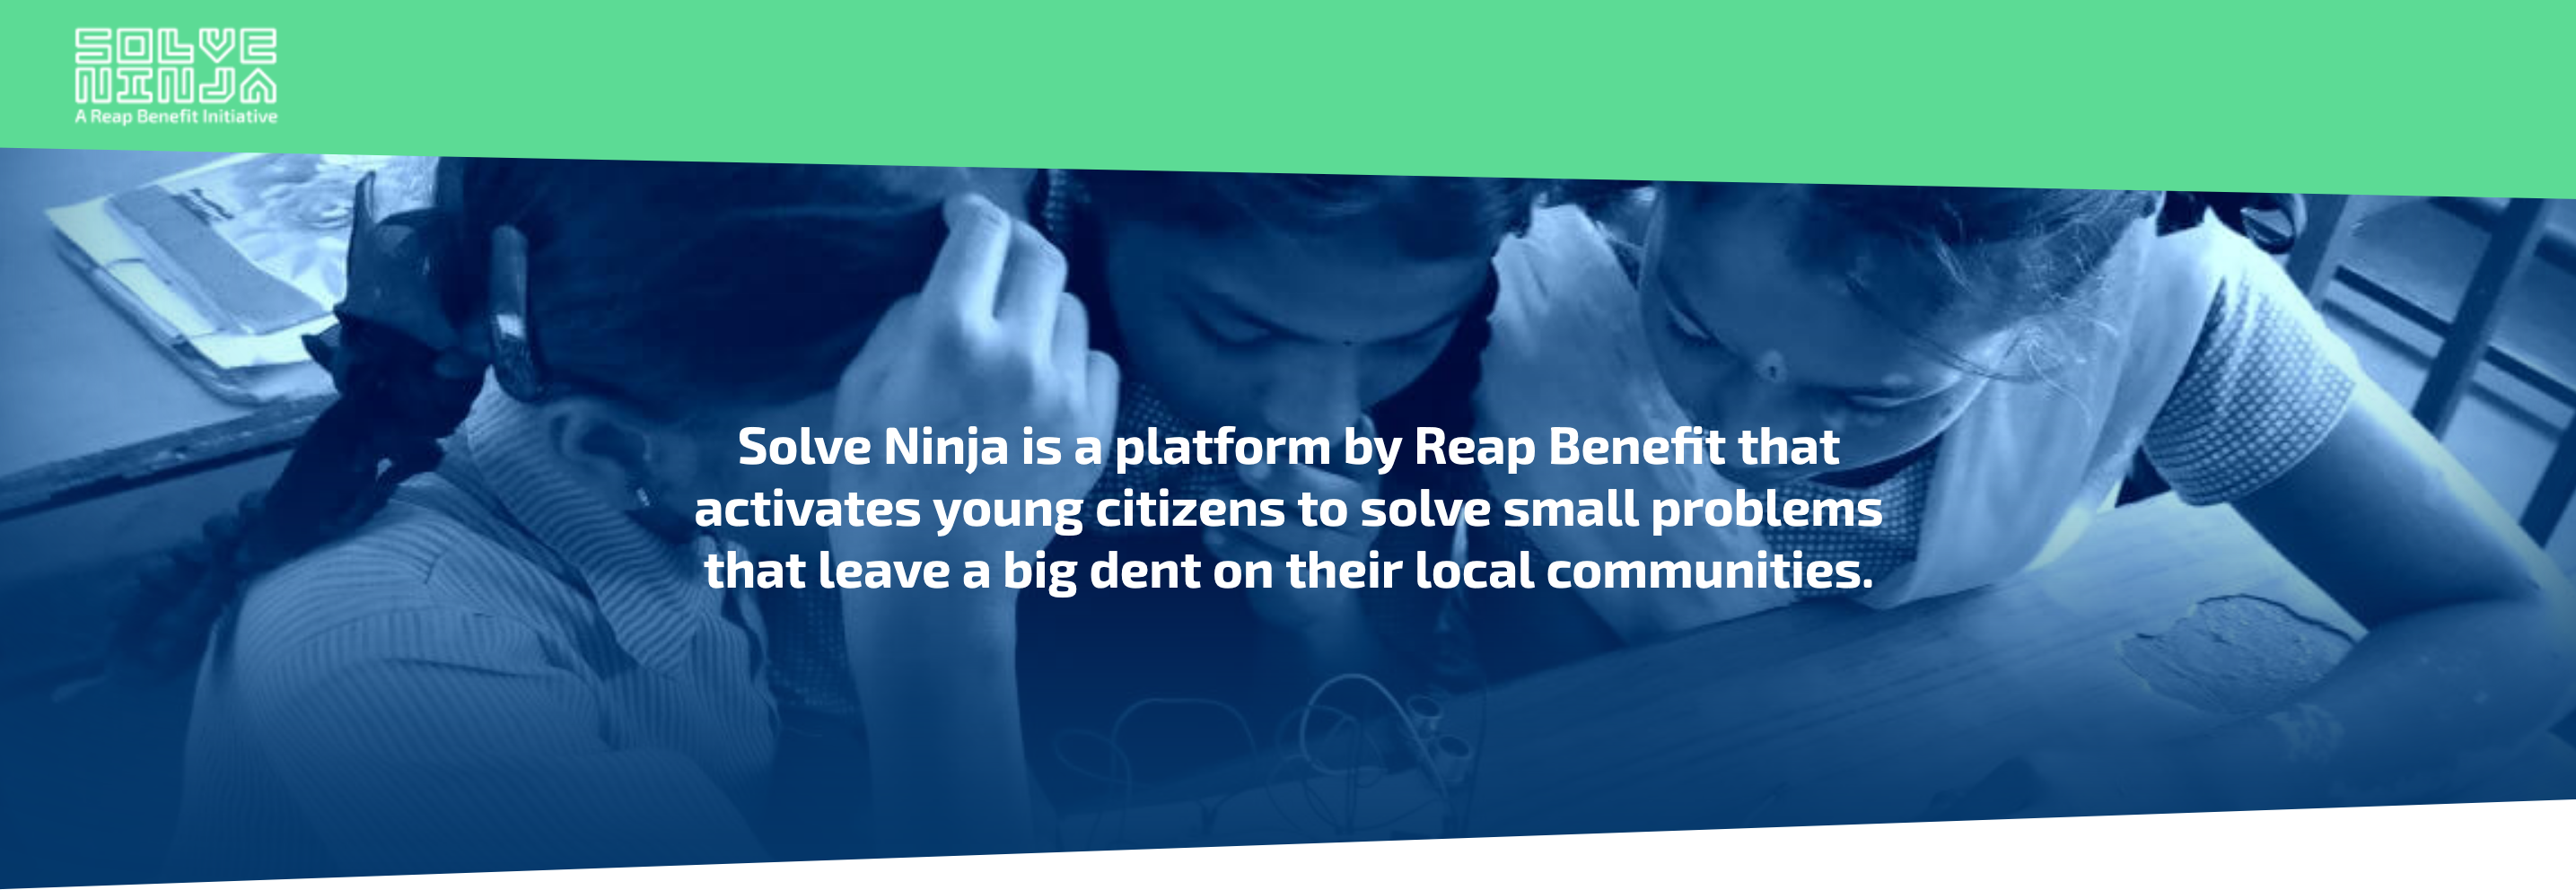 SOLVE
NINJA
A Reap Benefit Initiative
Solve Ninja is a platform by Reap Benefit that
activates young citizens to solve small problems
that leave a big dent on their local communities.